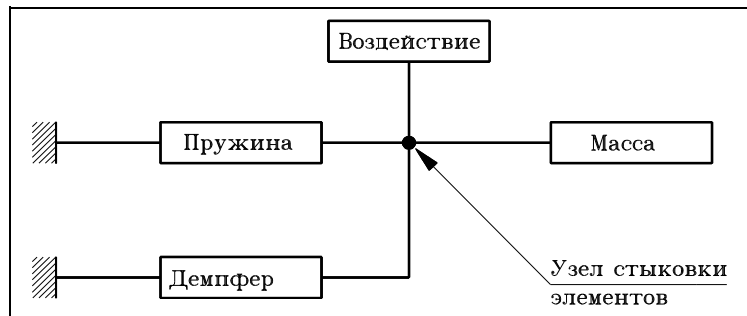 Воздействие
Пружина
Масса
Демпфер
Узел стыковки
элементов